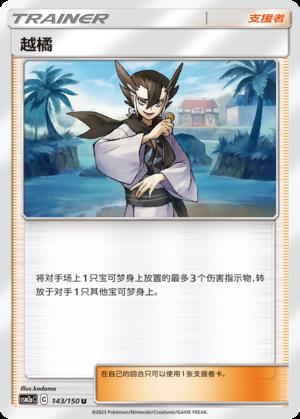 TRAINER 支援者
越橘
将对手场上1只宝可梦身上放置的最多3个伤害指示物，转
放于对手1只其他宝可梦身上。
Illus.kodama
在自己的回合只可以使用1张支援者卡。
CSM2a C C 143/150 U
©2023 Pokémon/Nintendo/Creatures/GAME FREAK.